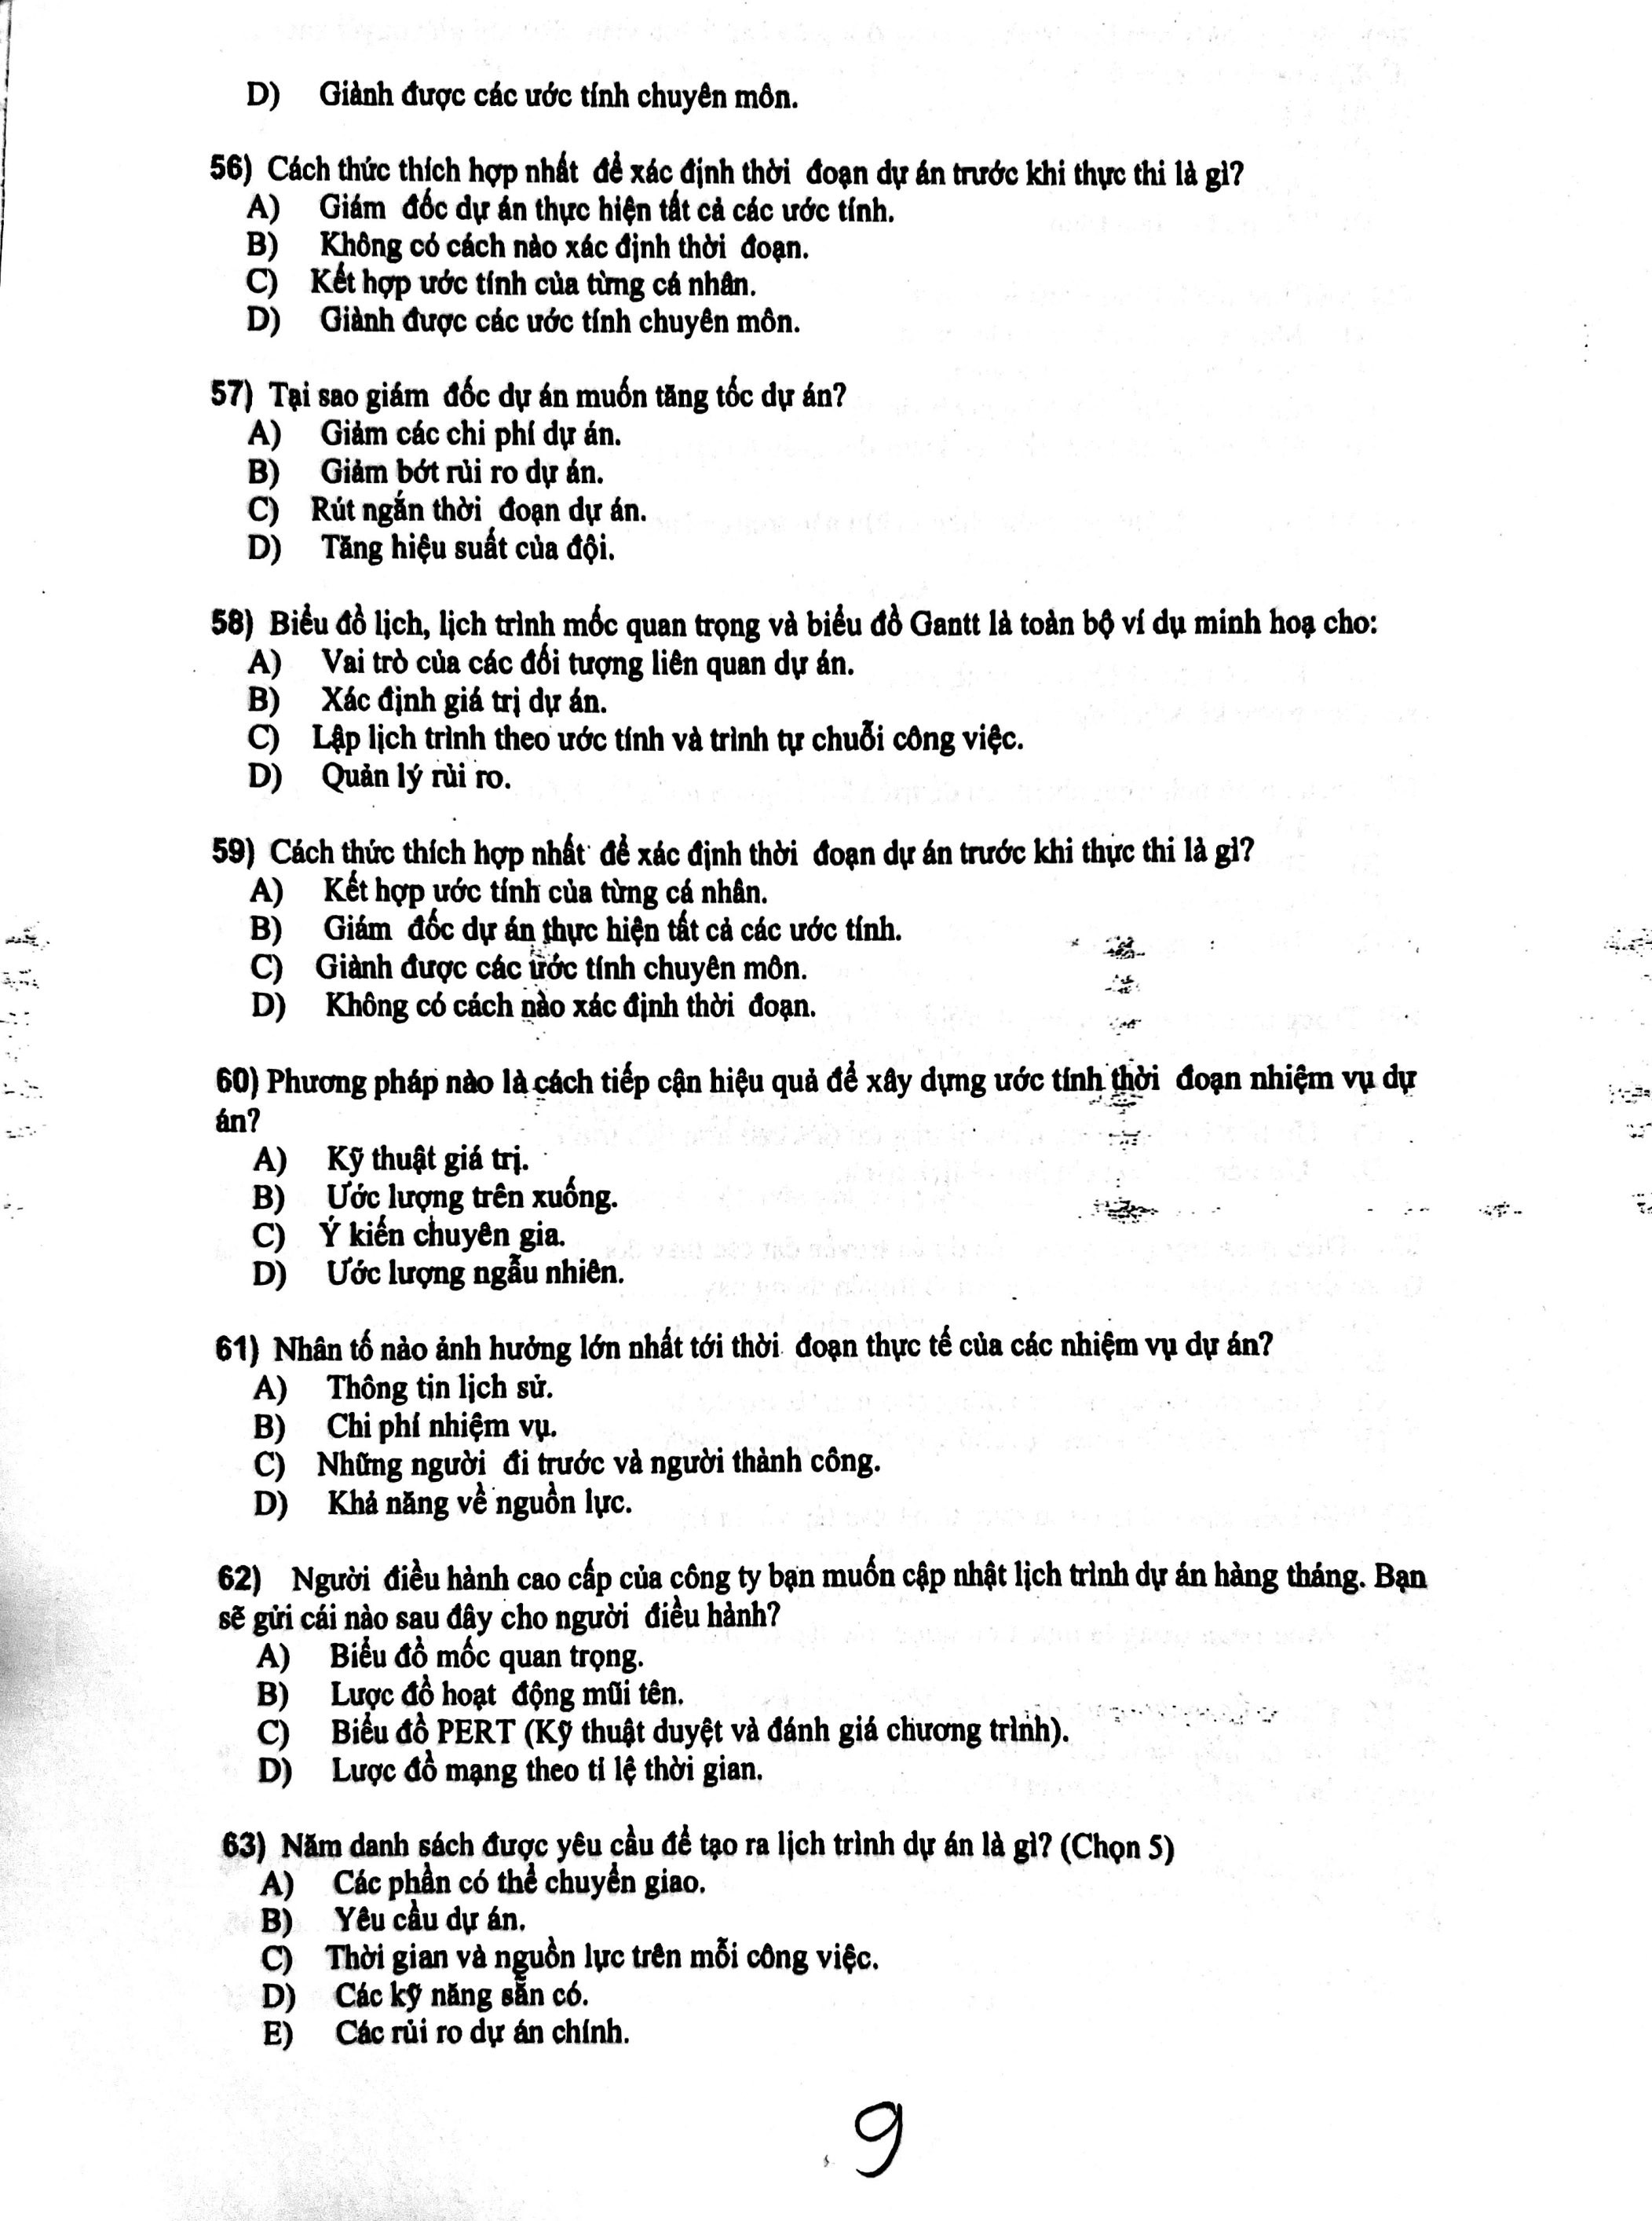 D) Giành được các ước tính chuyên môn.
56) Cách thức thích hợp nhất để xác định thời đoạn dự án trước khi thực thi là gì?
A) Giám đốc dự án thực hiện tất cả các ước tính.
B) Không có cách nào xác định thời đoạn.
C) Kết hợp ước tính của từng cá nhân.
D) Giành được các ước tính chuyên môn.
57) Tại sao giám đốc dự án muốn tăng tốc dự án?
A) Giảm các chi phí dự án.
B) Giảm bớt rủi ro dự án.
C) Rút ngắn thời đoạn dự án.
D) Tăng hiệu suất của đội.
58) Biểu đồ lịch, lịch trình mốc quan trọng và biểu đồ Gantt là toàn bộ ví dụ minh hoạ cho:
A) Vai trò của các đối tượng liên quan dự án.
B) Xác định giá trị dự án.
C) Lập lịch trình theo ước tính và trình tự chuỗi công việc.
D) Quản lý rủi ro.
59) Cách thức thích hợp nhất để xác định thời đoạn dự án trước khi thực thi là gì?
A) Kết hợp ước tính của từng cá nhân.
B) Giám đốc dự án thực hiện tất cả các ước tính.
C) Giành được các ước tính chuyên môn.
D) Không có cách nào xác định thời đoạn.
60) Phương pháp nào là cách tiếp cận hiệu quả để xây dựng ước tính thời đoạn nhiệm vụ dự
án?
A) Kỹ thuật giá trị.
B) Ước lượng trên xuống.
C) Ý kiến chuyên gia.
D) Ước lượng ngẫu nhiên.
61) Nhân tố nào ảnh hưởng lớn nhất tới thời đoạn thực tế của các nhiệm vụ dự án?
A) Thông tin lịch sử.
B) Chi phí nhiệm vụ.
C) Những người đi trước và người thành công.
D) Khả năng về nguồn lực.
62) Người điều hành cao cấp của công ty bạn muốn cập nhật lịch trình dự án hàng tháng. Bạn
sẽ gửi cái nào sau đây cho người điều hành?
A) Biểu đồ mốc quan trọng.
B) Lược đồ hoạt động mũi tên.
C) Biểu đồ PERT (Kỹ thuật duyệt và đánh giá chương trình).
D) Lược đồ mạng theo tỉ lệ thời gian.
63) Năm danh sách được yêu cầu để tạo ra lịch trình dự án là gì? (Chọn 5)
A) Các phần có thể chuyển giao.
B) Yêu cầu dự án.
C) Thời gian và nguồn lực trên mỗi công việc.
D) Các kỹ năng sẵn có.
E) Các rủi ro dự án chính.
9